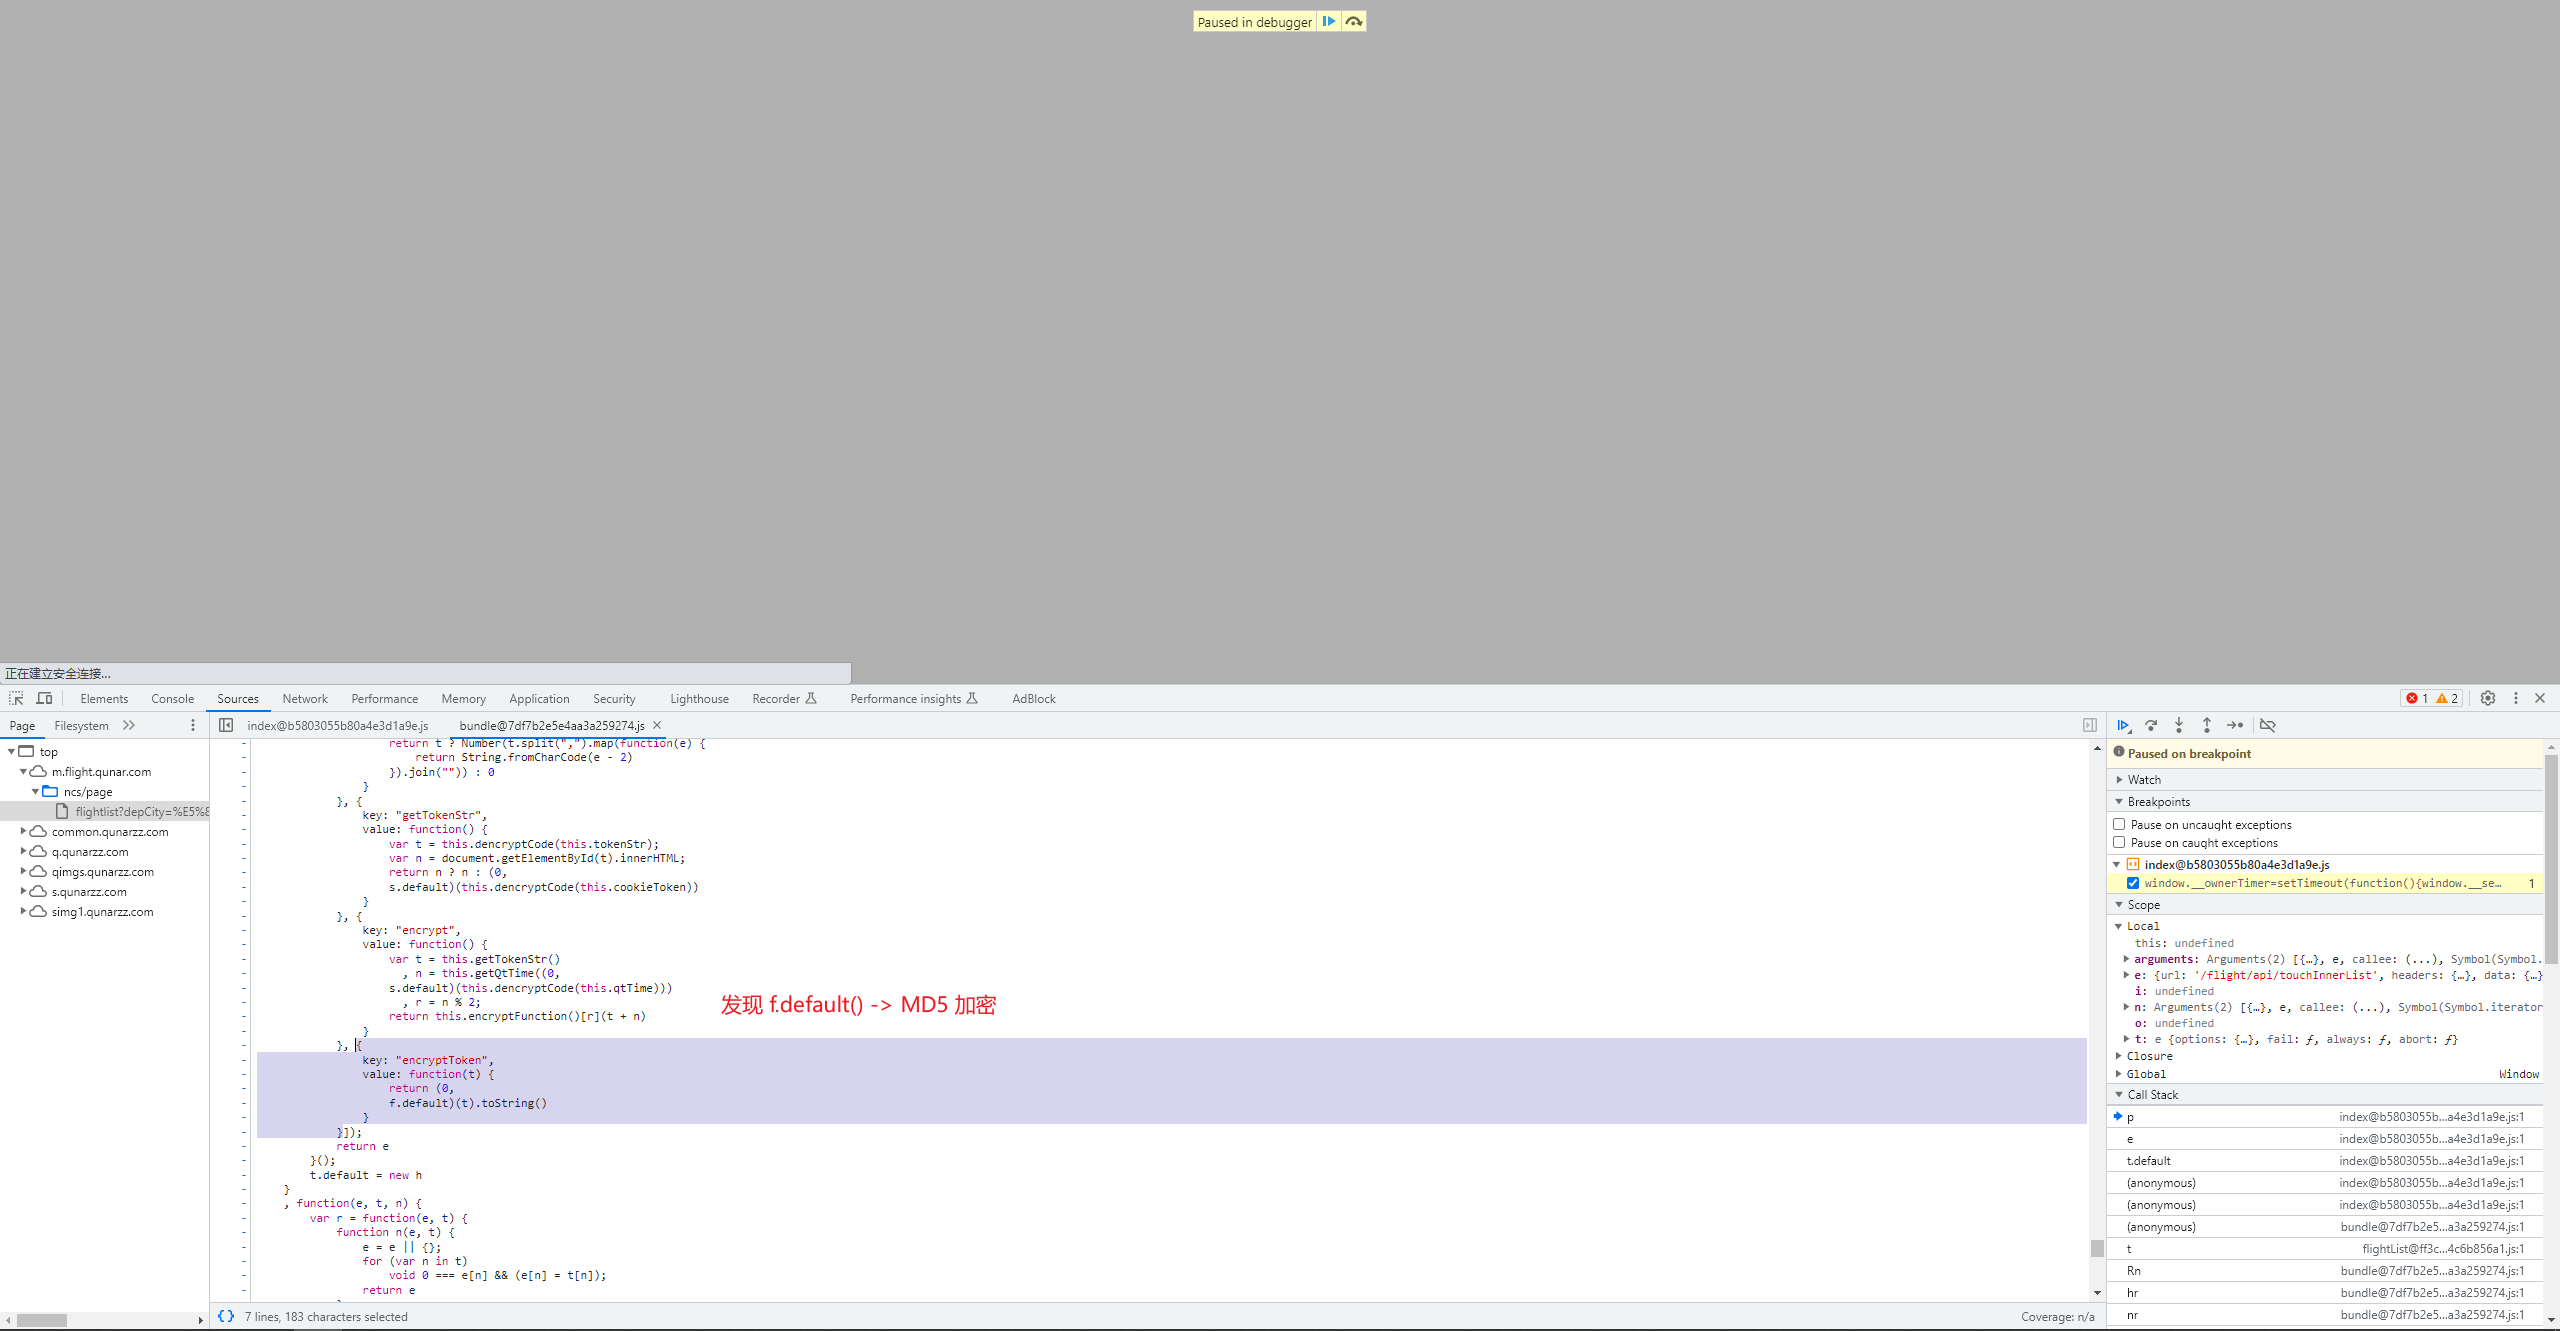 Paused in debugger
正在建立安全连接...
Elements Console Sources Network Performance Memory Application Security Lighthouse Recorder Performance insights AdBlock 1 2
Page Filesystem
index@b5803055b80a4e3d1a9e.js bundle@7df7b2e5e4aa3a259274.js
top
m.flight.qunar.com
ncs/page
flightlist?depCity=%E5%8
common.qunarzz.com
q.qunarzz.com
qimgs.qunarzz.com
s.qunarzz.com
simg1.qunarzz.com
return t ? Number(t.split(",").map(function(e) {
return String.fromCharCode(e - 2)
}).join("")) : 0
}
}, {
key: "getTokenStr",
value: function() {
var t = this.dencryptCode(this.tokenStr);
var n = document.getElementById(t).innerHTML;
return n ? n : (0,
s.default)(this.dencryptCode(this.cookieToken))
}
}, {
key: "encrypt",
value: function() {
var t = this.getTokenStr()
, n = this.getQtTime((0,
s.default)(this.dencryptCode(this.qtTime)))
, r = n % 2;
return this.encryptFunction()[r](t + n)
}
发现 f.default() -> MD5 加密
}, {
key: "encryptToken",
value: function(t) {
return (0,
f.default)(t).toString()
}
}]);
return e
}();
t.default = new h
}
, function(e, t, n) {
var r = function(e, t) {
function n(e, t) {
e = e || {};
for (var n in t)
void 0 === e[n] && (e[n] = t[n]);
return e
{} 7 lines, 183 characters selected
Coverage: n/a
Paused on breakpoint
Watch
Breakpoints
Pause on uncaught exceptions
Pause on caught exceptions
index@b5803055b80a4e3d1a9e.js
window.__ownerTimer=setTimeout(function(){window.__se… 1
Scope
Local
this: undefined
arguments: Arguments(2) [{…}, e, callee: (...), Symbol(Symbol.
e: {url: '/flight/api/touchInnerList', headers: {…}, data: {…}
i: undefined
n: Arguments(2) [{…}, e, callee: (...), Symbol(Symbol.iterator
o: undefined
t: e {options: {…}, fail: ƒ, always: ƒ, abort: ƒ}
Closure
Global Window
Call Stack
p index@b5803055b…a4e3d1a9e.js:1
e index@b5803055b…a4e3d1a9e.js:1
t.default index@b5803055b…a4e3d1a9e.js:1
(anonymous) index@b5803055b…a4e3d1a9e.js:1
(anonymous) index@b5803055b…a4e3d1a9e.js:1
(anonymous) bundle@7df7b2e5…a3a259274.js:1
t flightList@ff3c…4c6b856a1.js:1
Rn bundle@7df7b2e5…a3a259274.js:1
hr bundle@7df7b2e5…a3a259274.js:1
nr bundle@7df7b2e5…a3a259274.js:1